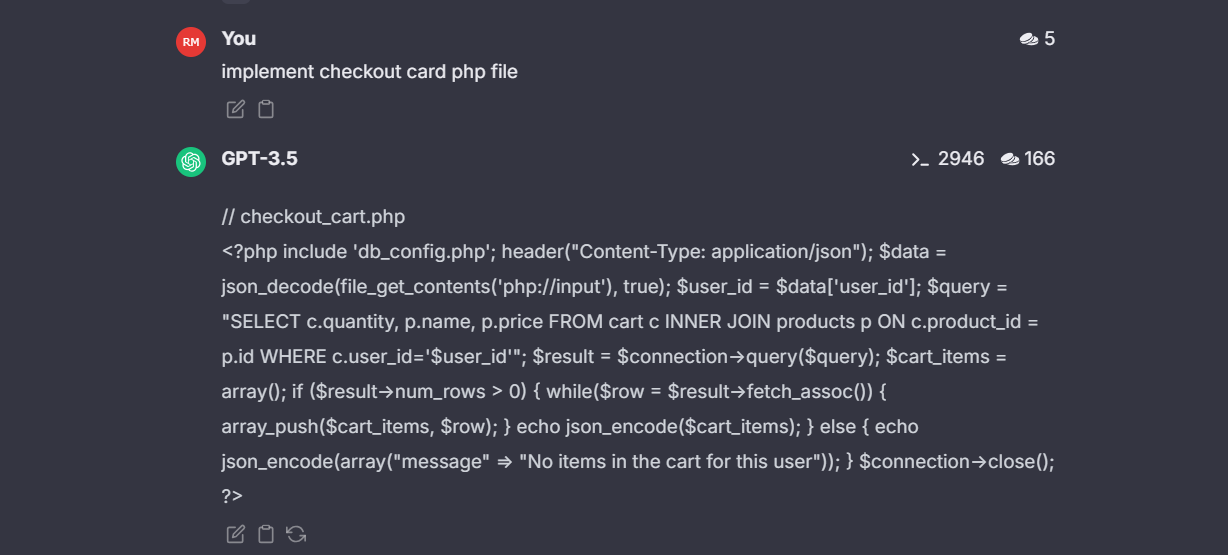 RM You 5
implement checkout card php file
GPT-3.5 >_ 2946 166
// checkout_cart.php
<?php include 'db_config.php'; header("Content-Type: application/json"); $data =
json_decode(file_get_contents('php://input'), true); $user_id = $data['user_id']; $query =
"SELECT c.quantity, p.name, p.price FROM cart c INNER JOIN products p ON c.product_id =
p.id WHERE c.user_id='$user_id'"; $result = $connection->query($query); $cart_items =
array(); if ($result->num_rows > 0) { while($row = $result->fetch_assoc()) {
array_push($cart_items, $row); } echo json_encode($cart_items); } else { echo
json_encode(array("message" => "No items in the cart for this user")); } $connection->close();
?>